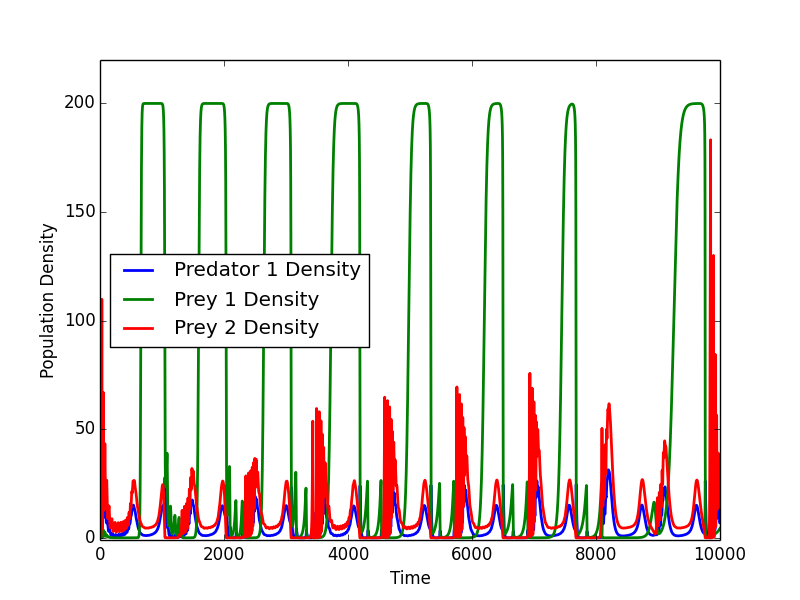 200
150
100
50
0
Population Density
Predator 1 Density
Prey 1 Density
Prey 2 Density
0 2000 4000 6000 8000 10000
Time